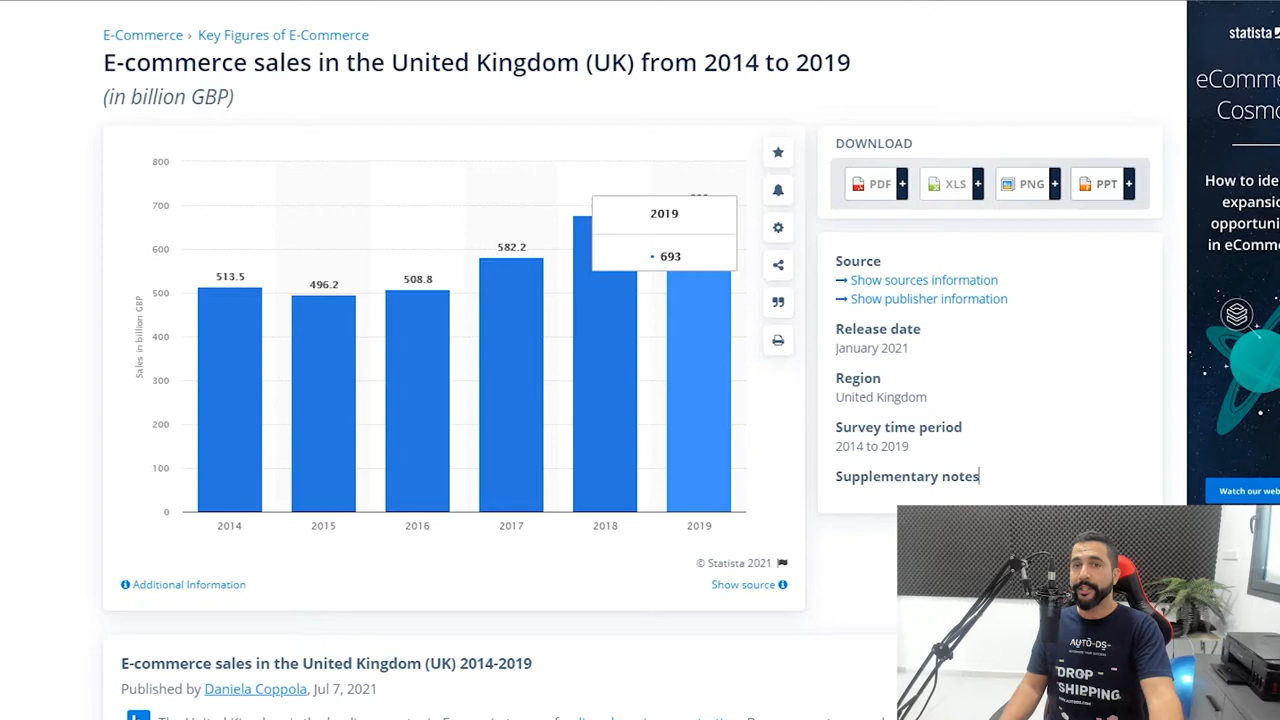 E-Commerce › Key Figures of E-Commerce
E-commerce sales in the United Kingdom (UK) from 2014 to 2019
(in billion GBP)
800
700
600
500
400
300
200
100
0
Sales in billion GBP
513.5
496.2
508.8
582.2
2019
693
2014
2015
2016
2017
2018
2019
© Statista 2021
Additional Information
Show source
DOWNLOAD
PDF +
XLS +
PNG +
PPT +
Source
→ Show sources information
→ Show publisher information
Release date
January 2021
Region
United Kingdom
Survey time period
2014 to 2019
Supplementary notes
statista
eComme
Cosmo
How to ide
expansio
opportuni
in eComme
Watch our web
E-commerce sales in the United Kingdom (UK) 2014-2019
Published by Daniela Coppola, Jul 7, 2021
AUTO-DS
DROP
SHIPPING